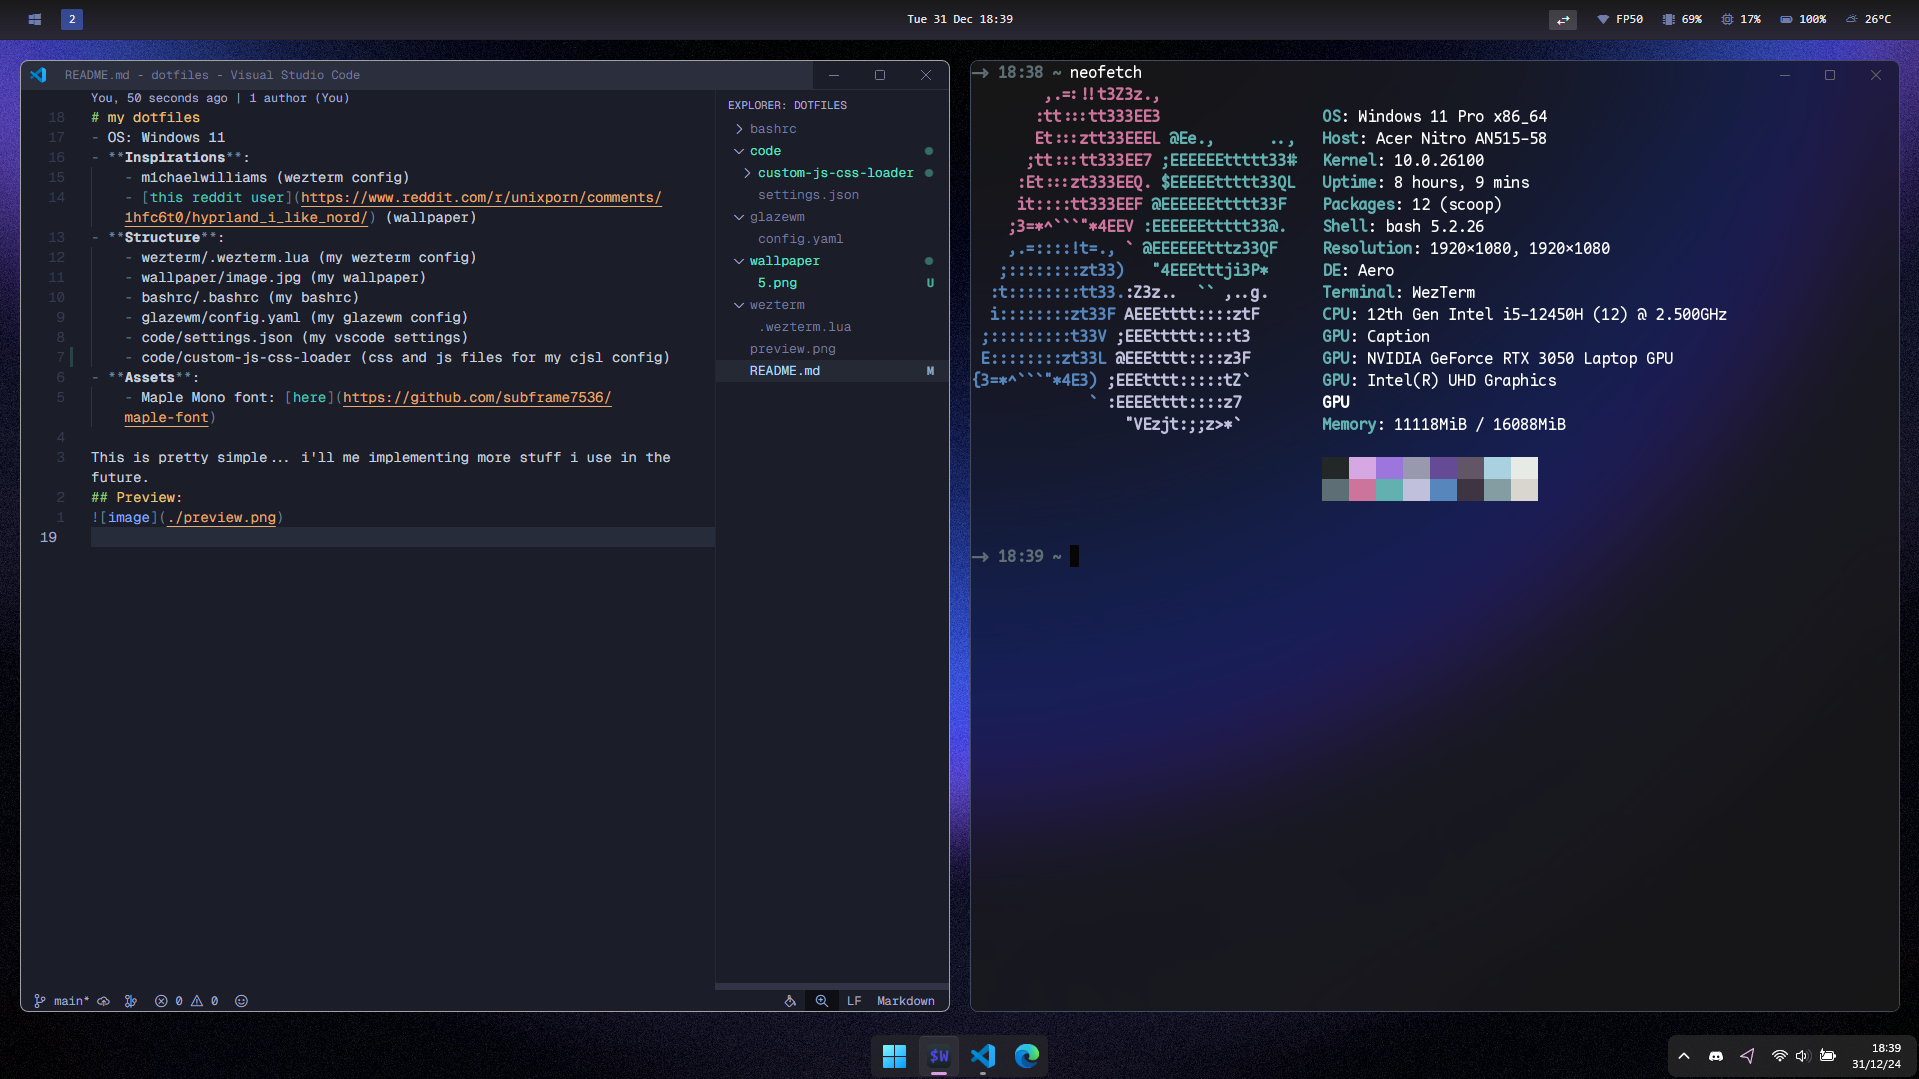 2
Tue 31 Dec 18:39
FP50
69%
17%
100%
26°C
README.md - dotfiles - Visual Studio Code
You, 50 seconds ago | 1 author (You)
18 # my dotfiles
17 - OS: Windows 11
16 - **Inspirations**:
15 - m1chaelwilliams (wezterm config)
14 - [this reddit user](https://www.reddit.com/r/unixporn/comments/
1hfc6t0/hyprland_i_like_nord/) (wallpaper)
13 - **Structure**:
12 - wezterm/.wezterm.lua (my wezterm config)
11 - wallpaper/image.jpg (my wallpaper)
10 - bashrc/.bashrc (my bashrc)
9 - glazewm/config.yaml (my glazewm config)
8 - code/settings.json (my vscode settings)
7 - code/custom-js-css-loader (css and js files for my cjsl config)
6 - **Assets**:
5 - Maple Mono font: [here](https://github.com/subframe7536/
maple-font)
4
3 This is pretty simple... i'll me implementing more stuff i use in the
future.
2 ## Preview:
1 ![image](./preview.png)
19
EXPLORER: DOTFILES
bashrc
code
custom-js-css-loader
settings.json
glazewm
config.yaml
wallpaper
5.png U
wezterm
.wezterm.lua
preview.png
README.md M
main*
0
0
LF
Markdown
18:38 ~ neofetch
,.=:!!t3Z3z.,
:tt:::tt333EE3
Et:::ztt33EEEL @Ee., ..,
;tt:::tt333EE7 ;EEEEEEttttt33#
:Et:::zt333EEQ. $EEEEEttttt33QL
it::::tt333EEF @EEEEEEttttt33F
;3=*^```"*4EEV :EEEEEEttttt33@.
,.=::::!t=., ` @EEEEEEtttz33QF
;::::::::zt33) "4EEEtttji3P*
:t::::::::tt33.:Z3z.. `` ,..g.
i::::::::zt33F AEEEtttt::::ztF
;:::::::::t33V ;EEEttttt::::t3
E::::::::zt33L @EEEtttt::::z3F
{3=*^```"*4E3) ;EEEtttt:::::tZ`
` :EEEEtttt::::z7
"VEzjt:;;z>*`
OS: Windows 11 Pro x86_64
Host: Acer Nitro AN515-58
Kernel: 10.0.26100
Uptime: 8 hours, 9 mins
Packages: 12 (scoop)
Shell: bash 5.2.26
Resolution: 1920x1080, 1920x1080
DE: Aero
Terminal: WezTerm
CPU: 12th Gen Intel i5-12450H (12) @ 2.500GHz
GPU: Caption
GPU: NVIDIA GeForce RTX 3050 Laptop GPU
GPU: Intel(R) UHD Graphics
GPU
Memory: 11118MiB / 16088MiB
18:39 ~
$W
18:39
31/12/24